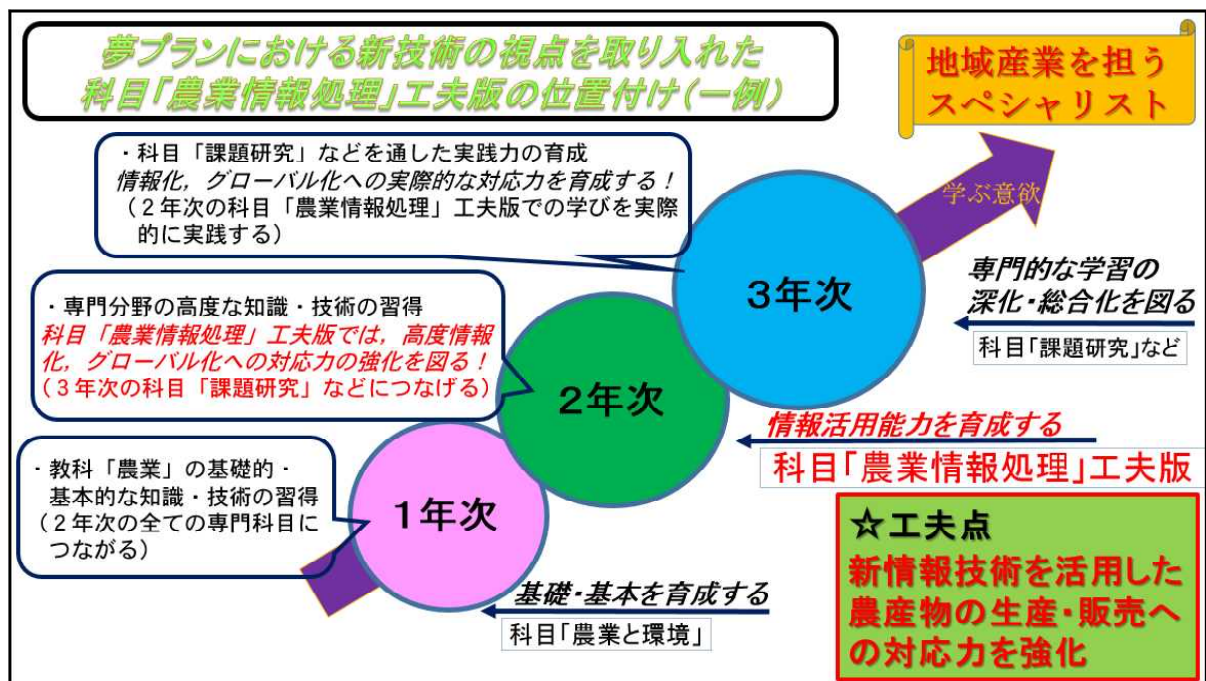 夢プランにおける新技術の視点を取り入れた
科目「農業情報処理」工夫版の位置付け(一例)
地域産業を担う
スペシャリスト
・科目「課題研究」などを通した実践力の育成
情報化，グローバル化への実際的な対応力を育成する！
(２年次の科目「農業情報処理」工夫版での学びを実際
的に実践する)
学ぶ意欲
３年次
専門的な学習の
深化・総合化を図る
科目「課題研究」など
・専門分野の高度な知識・技術の習得
科目「農業情報処理」工夫版では，高度情報
化，グローバル化への対応力の強化を図る！
(３年次の科目「課題研究」などにつなげる)
２年次
情報活用能力を育成する
科目「農業情報処理」工夫版
・教科「農業」の基礎的・
基本的な知識・技術の習得
(２年次の全ての専門科目に
つながる)
１年次
基礎・基本を育成する
科目「農業と環境」
☆工夫点
新情報技術を活用した
農産物の生産・販売へ
の対応力を強化